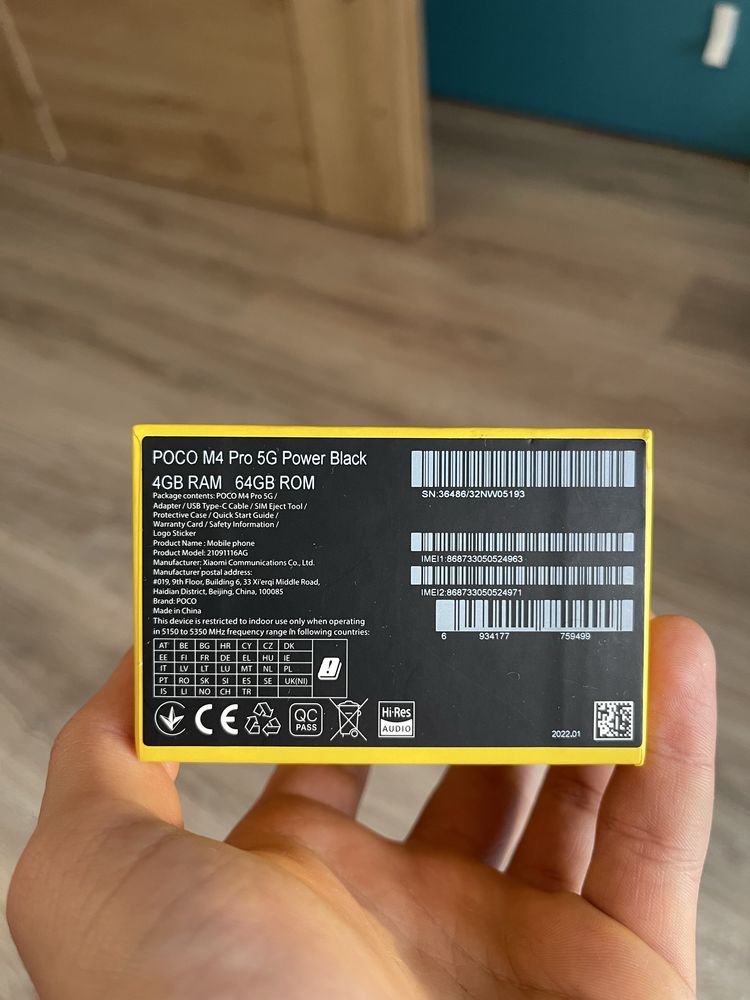 POCO M4 Pro 5G Power Black
4GB RAM 64GB ROM
Package contents: POCO M4 Pro 5G /
Adapter / USB Type-C Cable / SIM Eject Tool /
Protective Case / Quick Start Guide /
Warranty Card / Safety Information /
Logo Sticker
Product Name : Mobile phone
Product Model: 21091116AG
Manufacturer: Xiaomi Communications Co., Ltd.
Manufacturer postal address:
#019, 9th Floor, Building 6, 33 Xi'erqi Middle Road,
Haidian District, Beijing, China, 100085
Brand: POCO
Made in China
This device is restricted to indoor use only when operating
in 5150 to 5350 MHz frequency range in following countries:
AT BE BG HR CY CZ DK
EE FI FR DE EL HU IE
IT LV LT LU MT NL PL
PT RO SK SI ES SE UK(NI)
IS LI NO CH TR
CE
QC
PASS
Hi-Res
AUDIO
SN:36486/32NW05193
IMEI1:868733050524963
IMEI2:868733050524971
6 934177 759499
2022.01